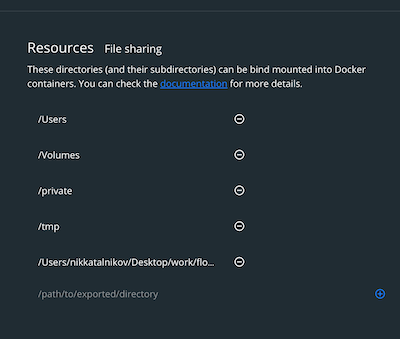 Resources File sharing
These directories (and their subdirectories) can be bind mounted into Docker
containers. You can check the documentation for more details.
/Users
/Volumes
/private
/tmp
/Users/nikkatalnikov/Desktop/work/flo...
/path/to/exported/directory